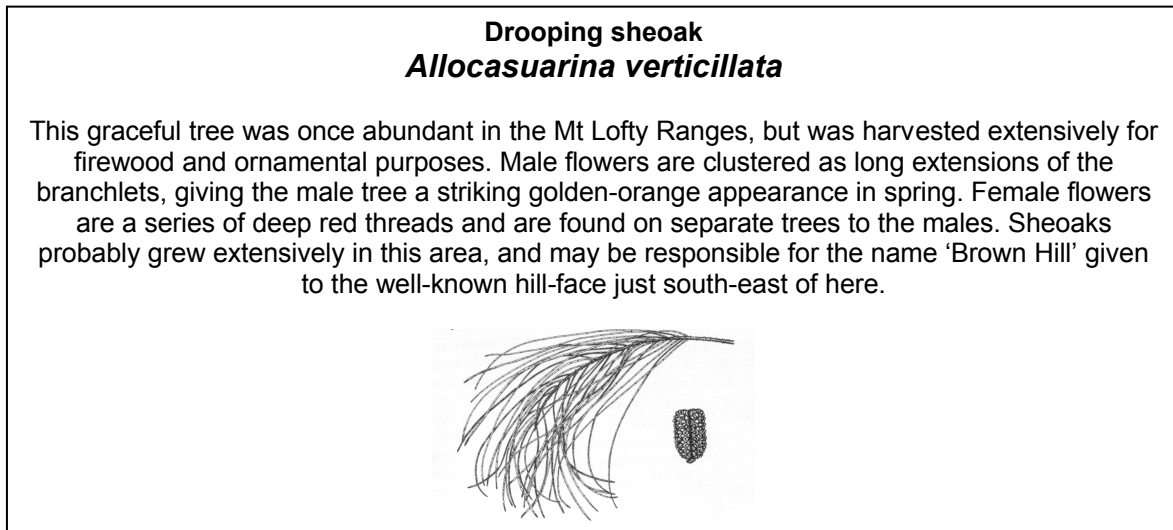 Drooping sheoak
Allocasuarina verticillata
This graceful tree was once abundant in the Mt Lofty Ranges, but was harvested extensively for
firewood and ornamental purposes. Male flowers are clustered as long extensions of the
branchlets, giving the male tree a striking golden-orange appearance in spring. Female flowers
are a series of deep red threads and are found on separate trees to the males. Sheoaks
probably grew extensively in this area, and may be responsible for the name ‘Brown Hill’ given
to the well-known hill-face just south-east of here.